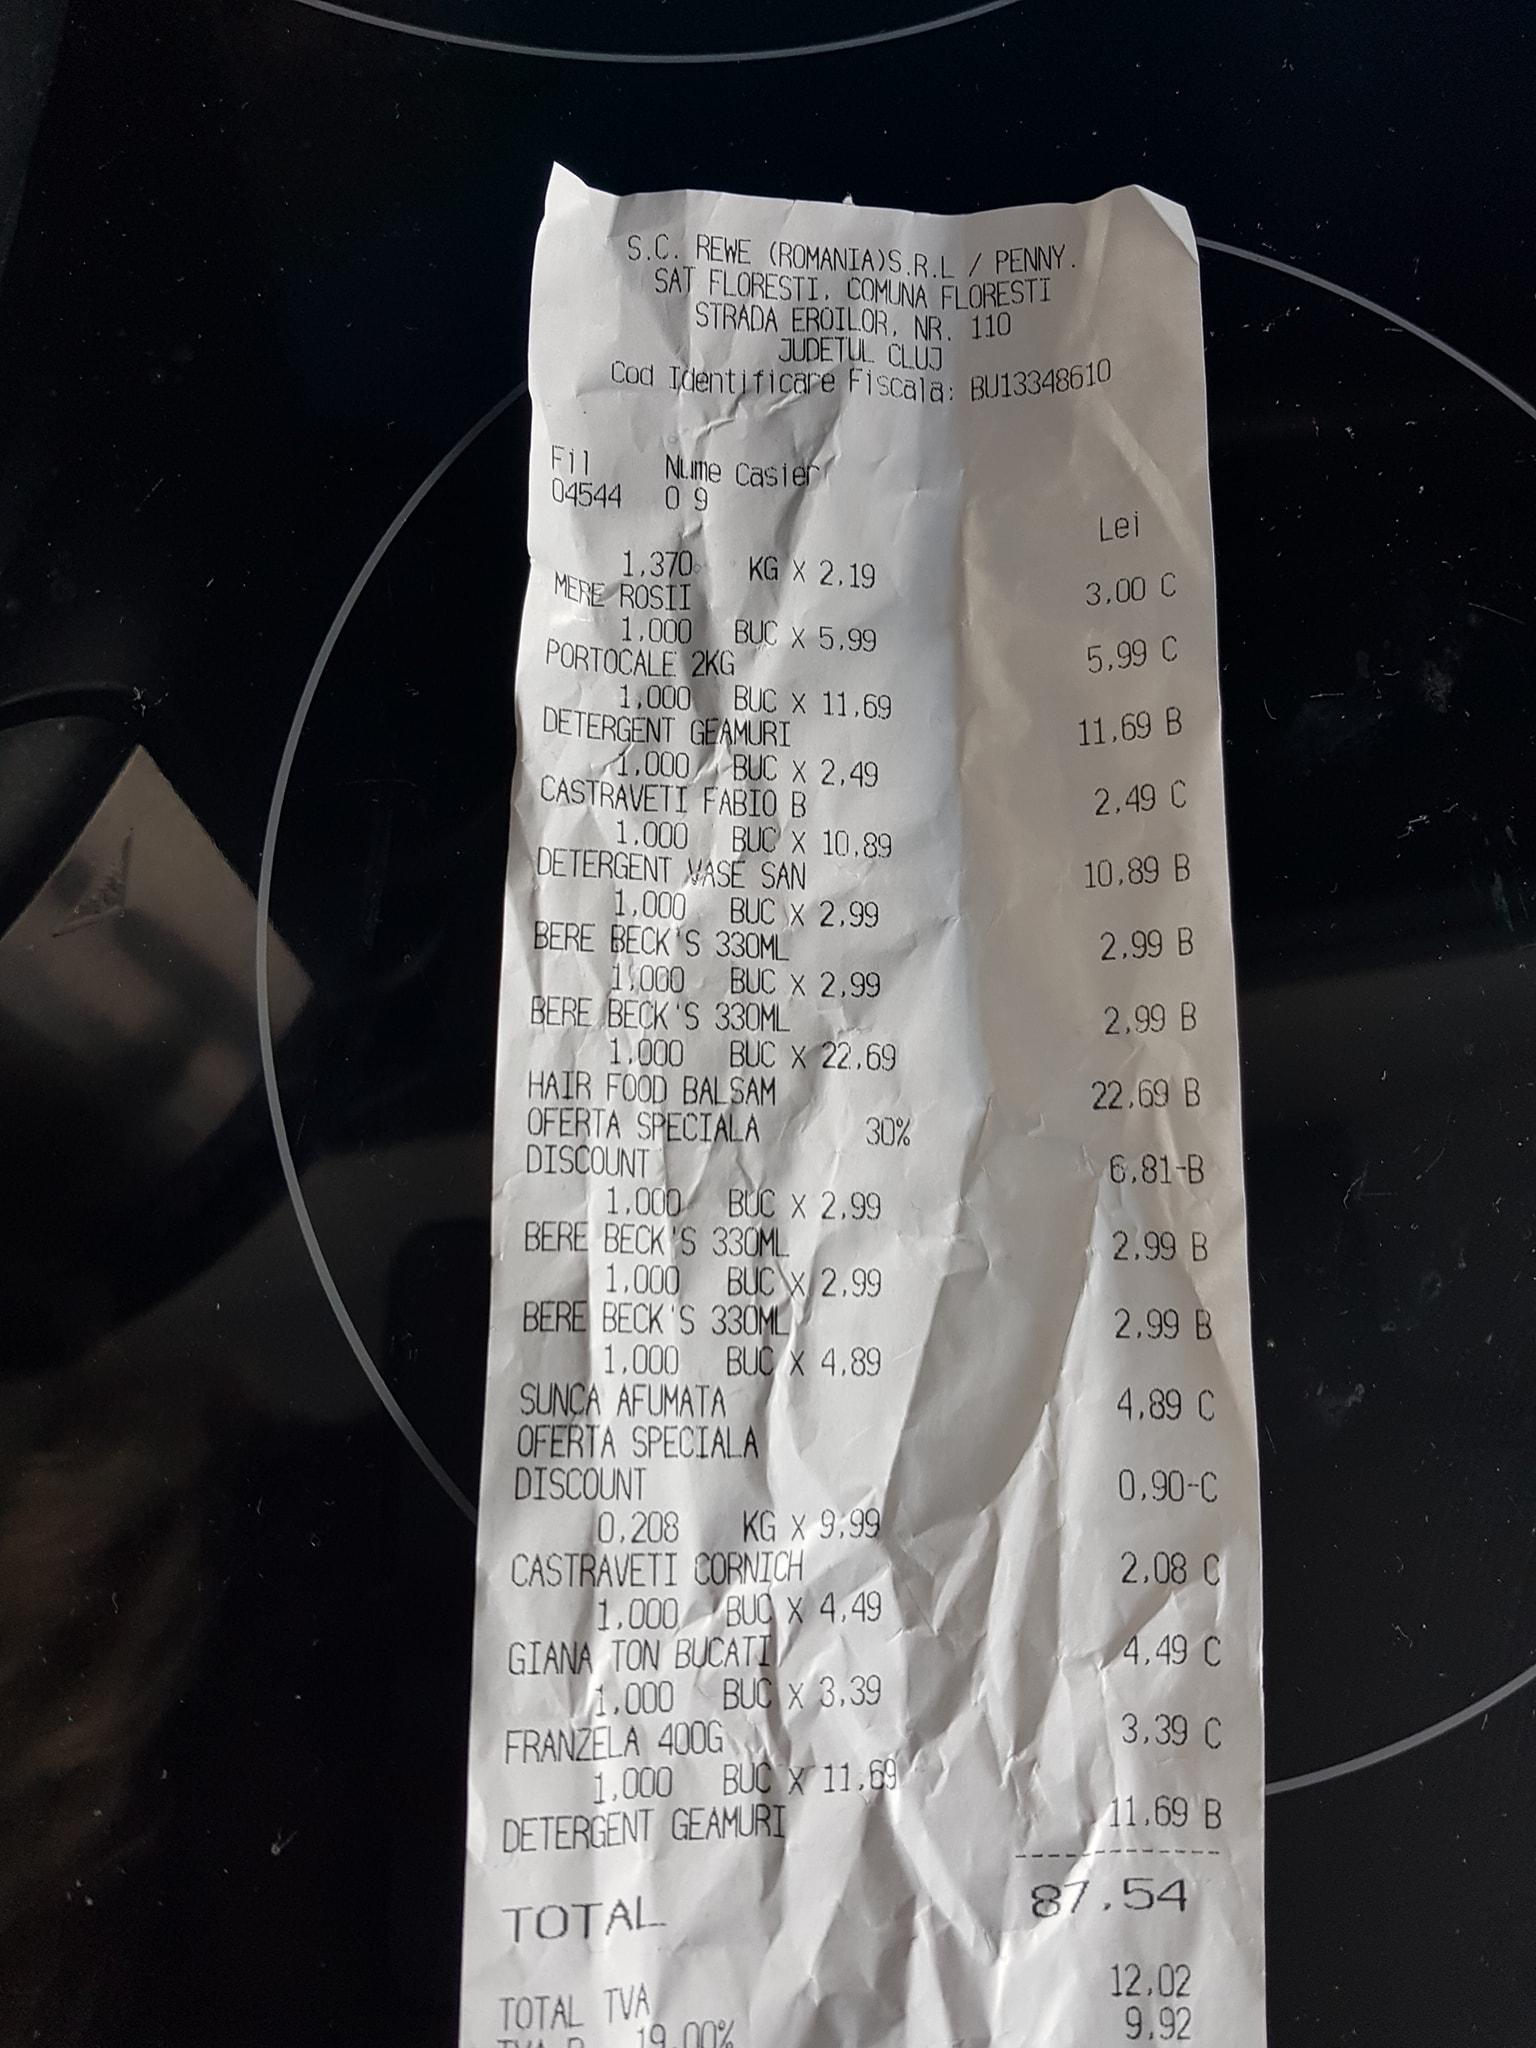 S.C. REWE (ROMANIA)S.R.L / PENNY.
SAT FLORESTI, COMUNA FLORESTI
STRADA EROILOR, NR. 110
JUDETUL CLUJ
Cod Identificare Fiscala: BU13348610
Fil Nume Casier
04544 0 9
Lei
1,370 KG X 2,19
MERE ROSII 3,00 C
1,000 BUC X 5,99
PORTOCALE 2KG 5,99 C
1,000 BUC X 11,69
DETERGENT GEAMURI 11,69 B
1,000 BUC X 2,49
CASTRAVETI FABIO B 2,49 C
1,000 BUC X 10,89
DETERGENT VASE SAN 10,89 B
1,000 BUC X 2,99
BERE BECK'S 330ML 2,99 B
1,000 BUC X 2,99
BERE BECK'S 330ML 2,99 B
1,000 BUC X 22,69
HAIR FOOD BALSAM 22,69 B
OFERTA SPECIALA 30%
DISCOUNT 6,81-B
1,000 BUC X 2,99
BERE BECK'S 330ML 2,99 B
1,000 BUC X 2,99
BERE BECK'S 330ML 2,99 B
1,000 BUC X 4,89
SUNCA AFUMATA 4,89 C
OFERTA SPECIALA
DISCOUNT 0,90-C
0,208 KG X 9,99
CASTRAVETI CORNICH 2,08 C
1,000 BUC X 4,49
GIANA TON BUCATI 4,49 C
1,000 BUC X 3,39
FRANZELA 400G 3,39 C
1,000 BUC X 11,69
DETERGENT GEAMURI 11,69 B
------------
TOTAL 87,54
TOTAL TVA 12,02
TVA B 19,00% 9,92